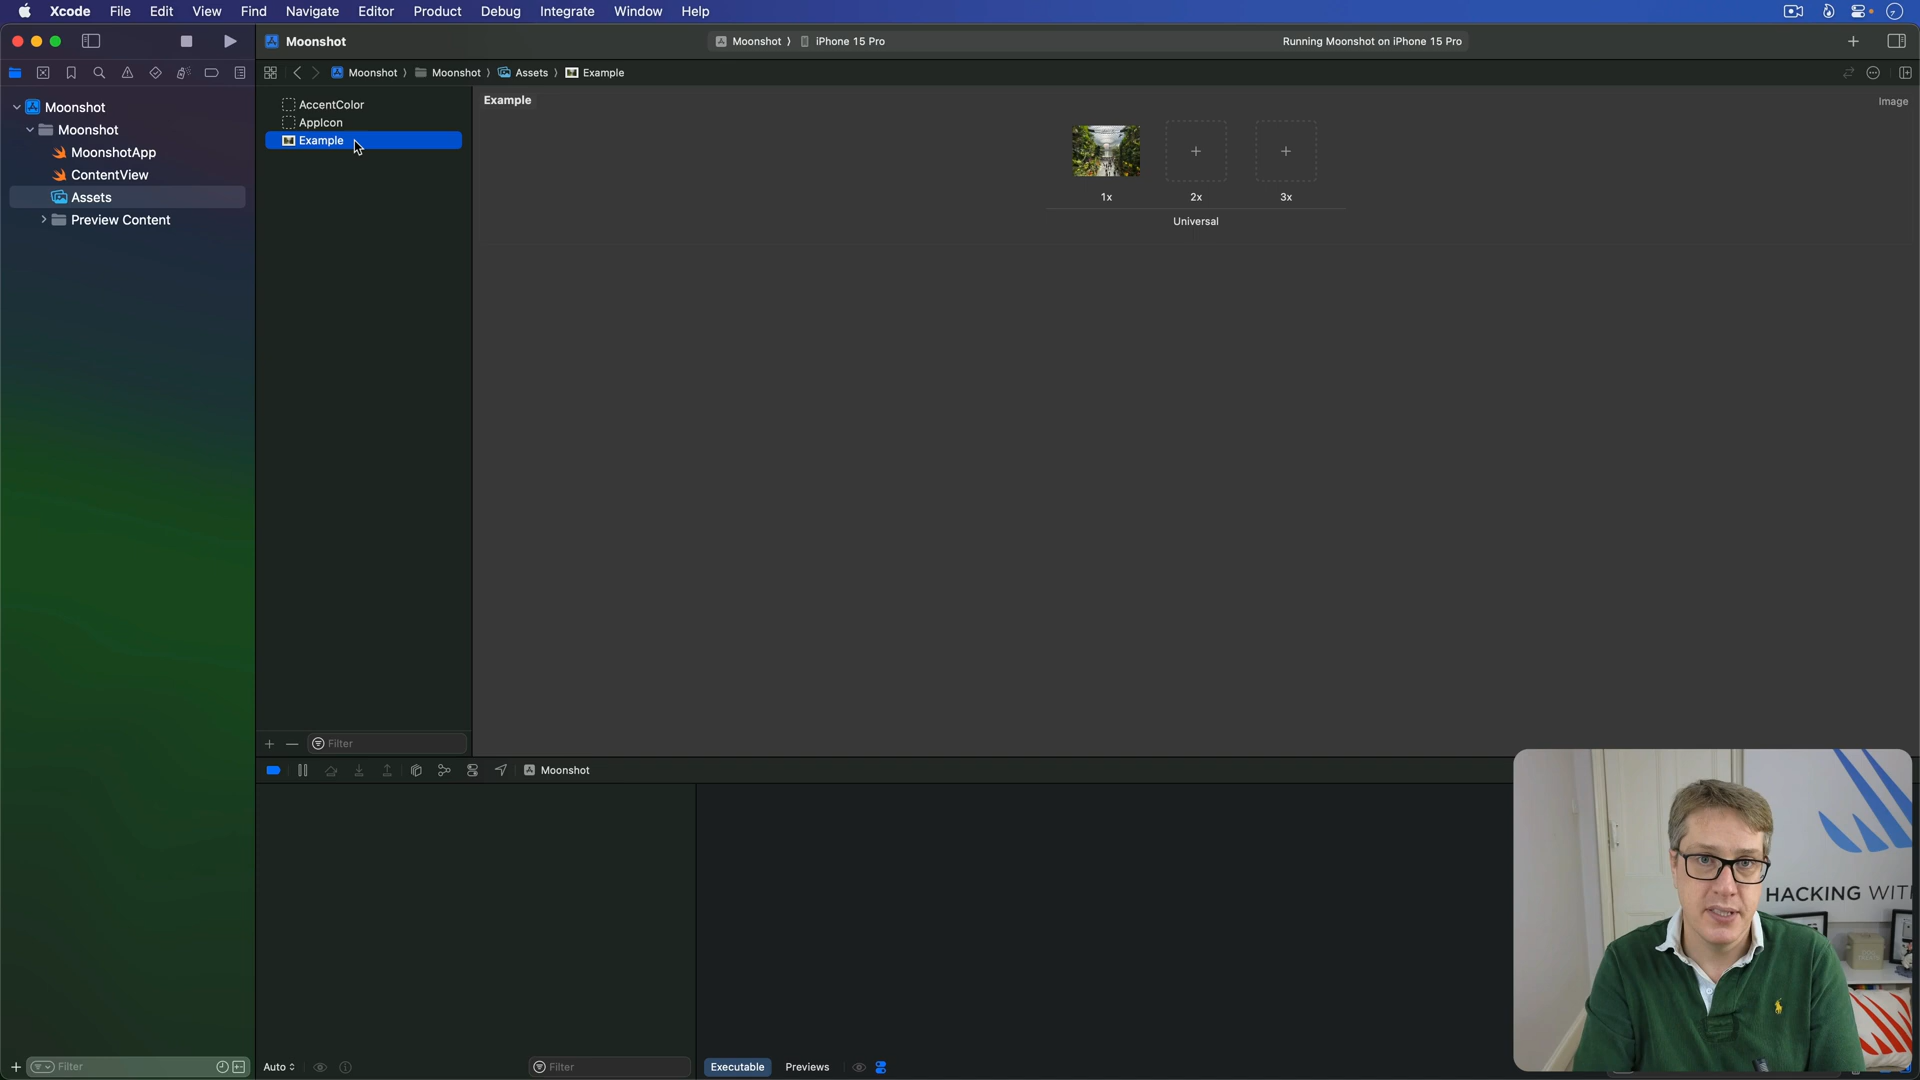 Xcode File Edit View Find Navigate Editor Product Debug Integrate Window Help
Moonshot
Moonshot
iPhone 15 Pro
Running Moonshot on iPhone 15 Pro
Moonshot
Moonshot
Assets
Example
Moonshot
Moonshot
MoonshotApp
ContentView
Assets
Preview Content
AccentColor
AppIcon
Example
Example
Image
1x
2x
3x
Universal
Filter
Moonshot
HACKING WITH
Filter
Auto
Filter
Executable
Previews